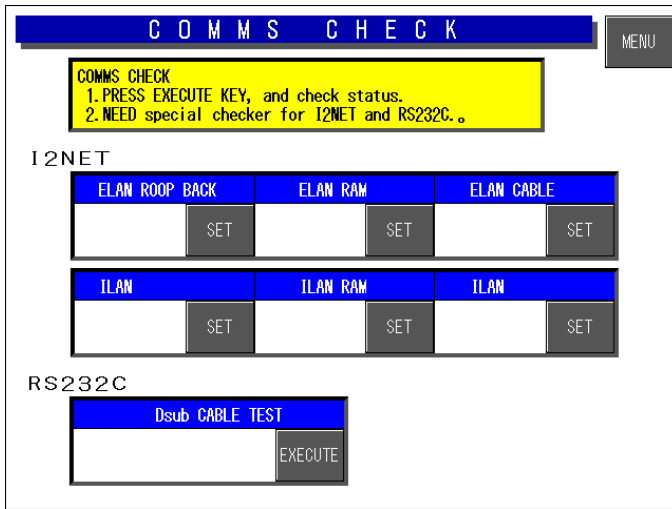 COMMS CHECK
MENU
COMMS CHECK
1.PRESS EXECUTE KEY, and check status.
2.NEED special checker for I2NET and RS232C.。
I2NET
ELAN ROOP BACK ELAN RAM ELAN CABLE
SET SET SET
ILAN ILAN RAM ILAN
SET SET SET
RS232C
Dsub CABLE TEST
EXECUTE